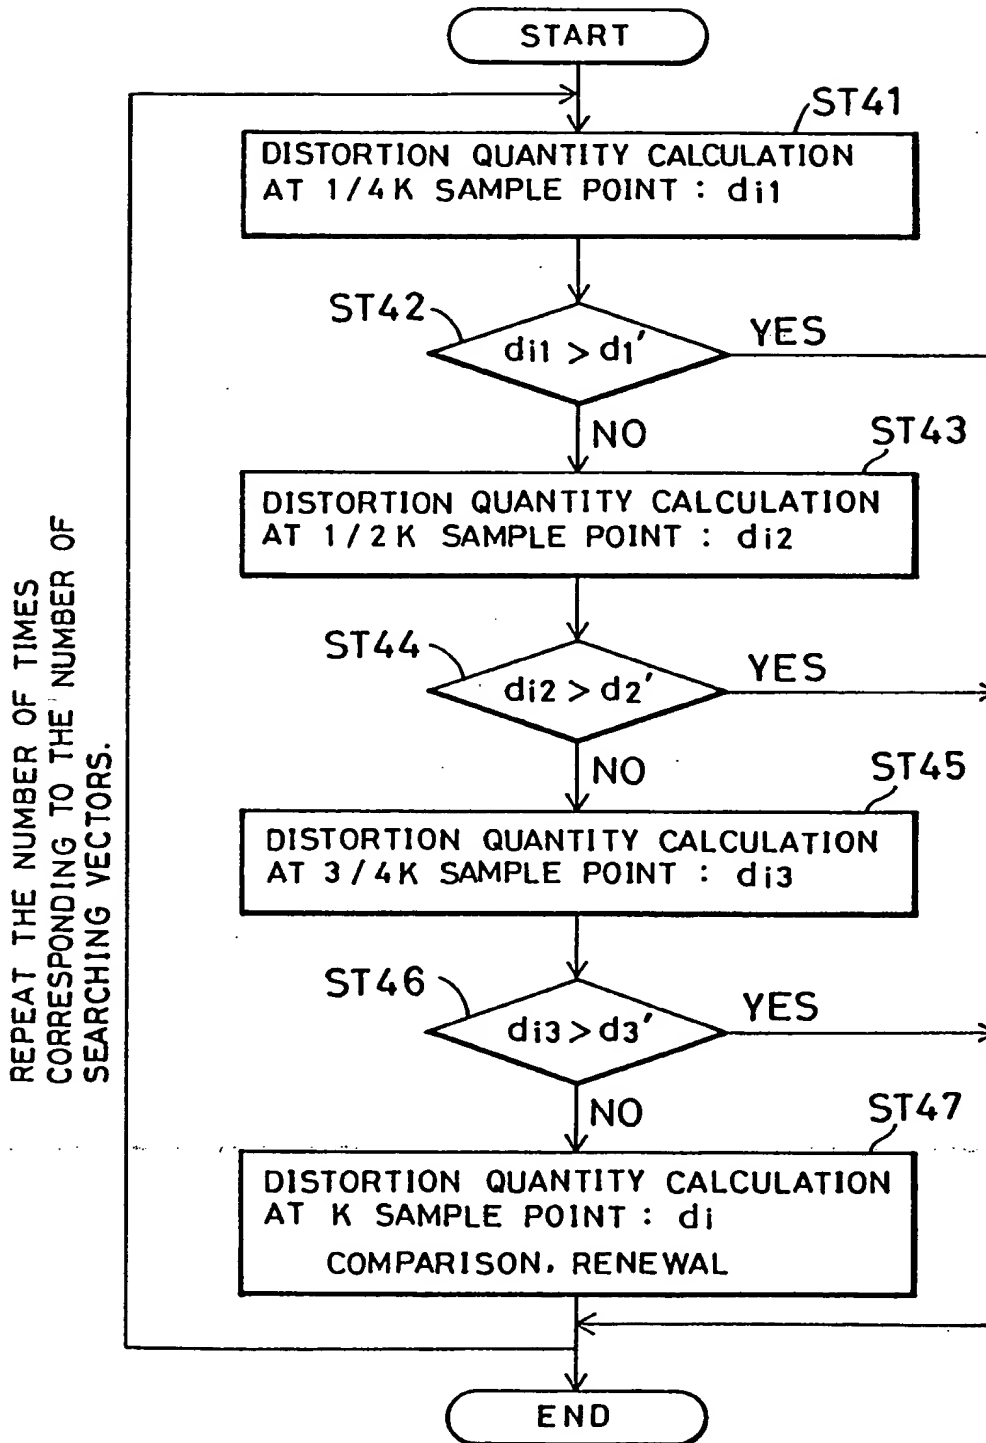 START
ST41
DISTORTION QUANTITY CALCULATION
AT 1/4K SAMPLE POINT : di1
ST42
di1 > d1'
YES
NO
ST43
DISTORTION QUANTITY CALCULATION
AT 1/2K SAMPLE POINT : di2
ST44
di2 > d2'
YES
NO
ST45
DISTORTION QUANTITY CALCULATION
AT 3/4K SAMPLE POINT : di3
ST46
di3 > d3'
YES
NO
ST47
DISTORTION QUANTITY CALCULATION
AT K SAMPLE POINT : di
COMPARISON, RENEWAL
END
REPEAT THE NUMBER OF TIMES
CORRESPONDING TO THE NUMBER OF
SEARCHING VECTORS.